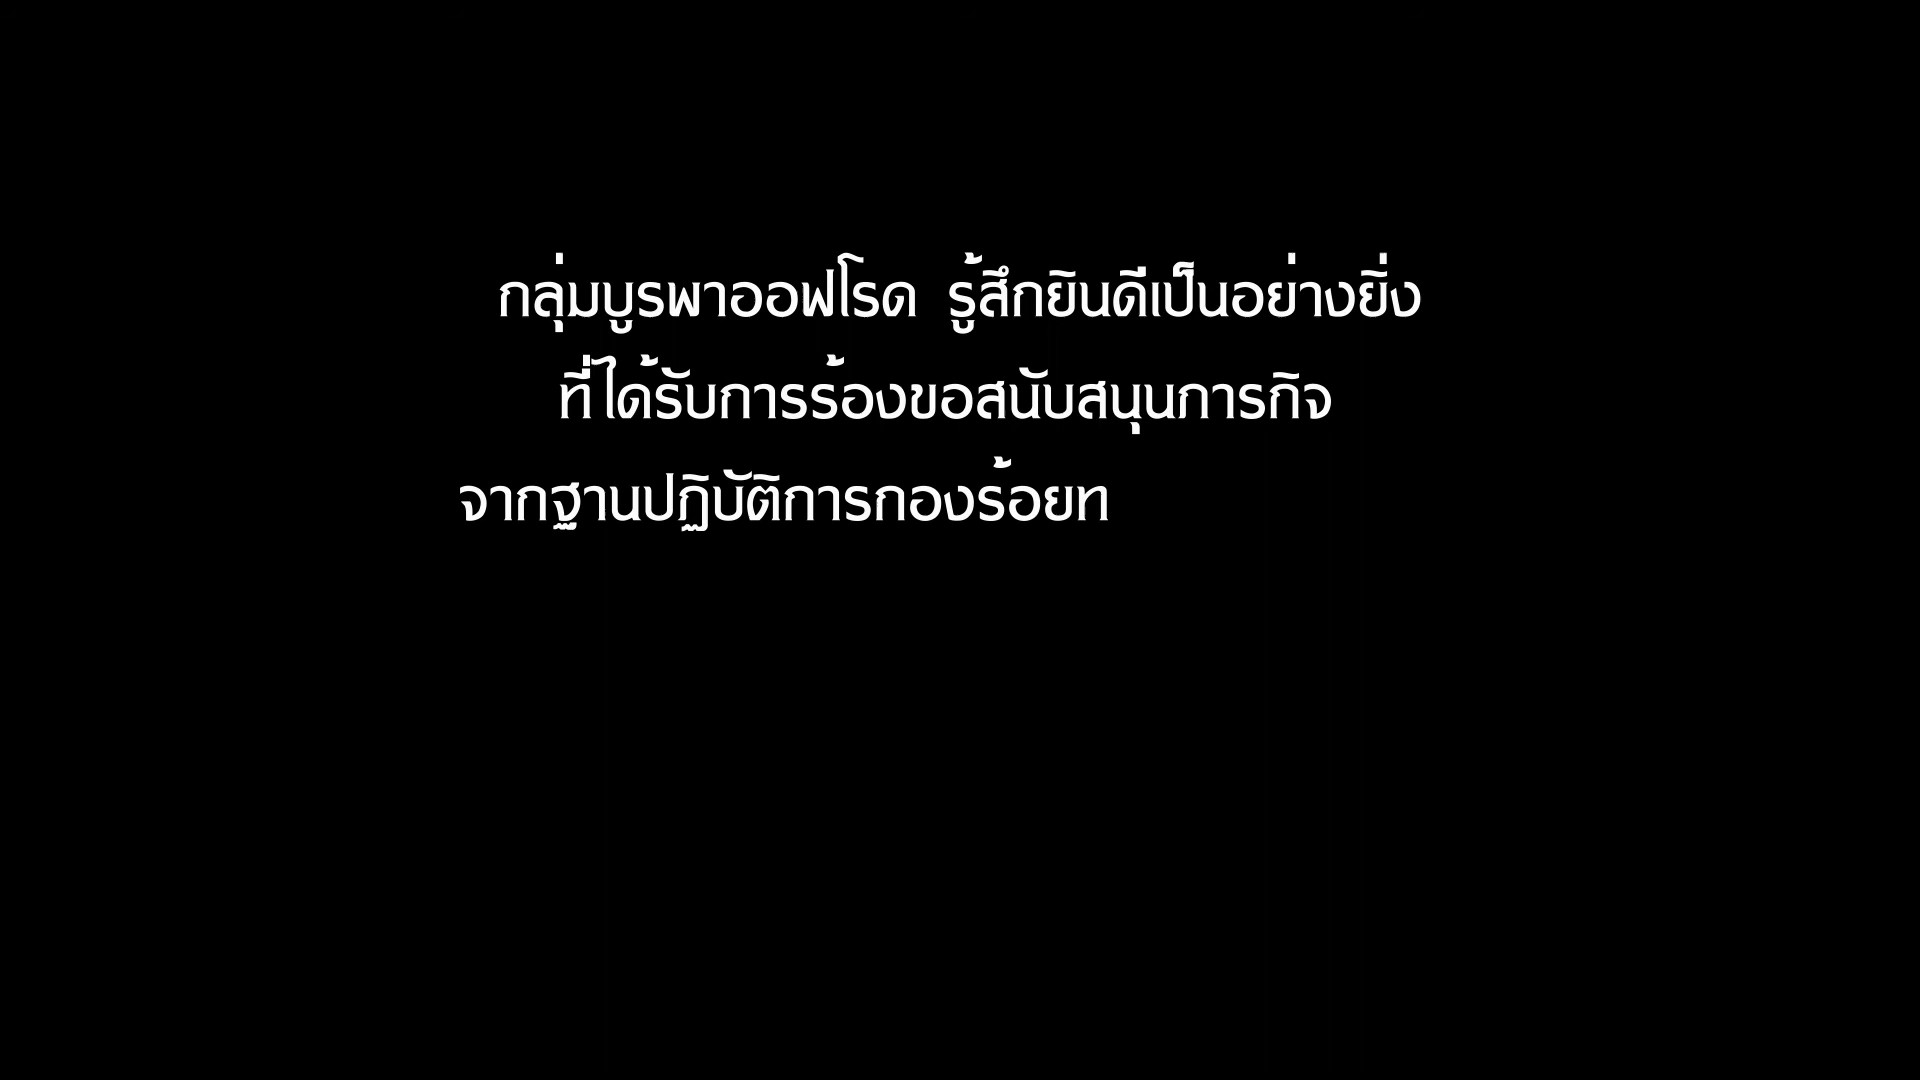 กลุ่มบูรพาออฟโรด รู้สึกยินดีเป็นอย่างยิ่ง
ที่ได้รับการร้องขอสนับสนุนภารกิจ
จากฐานปฏิบัติการกองร้อยท